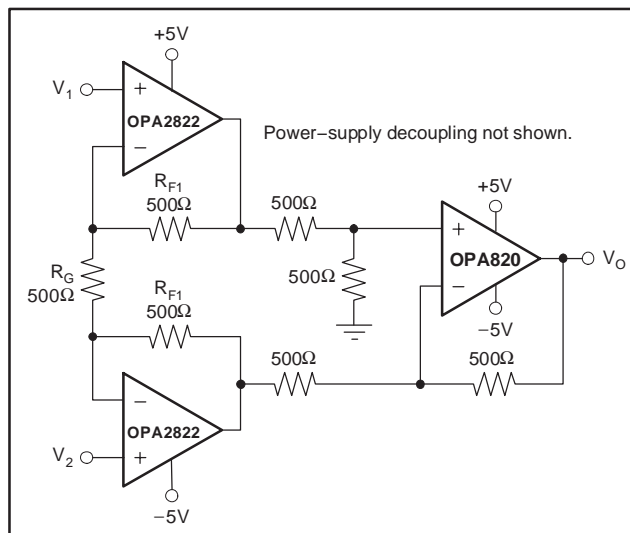 +5V
V1
+
OPA2822
−
Power−supply decoupling not shown.
RF1
500Ω
500Ω
+5V
+
OPA820
−
VO
−5V
RG
500Ω
500Ω
RF1
500Ω
500Ω
500Ω
−
OPA2822
+
V2
−5V